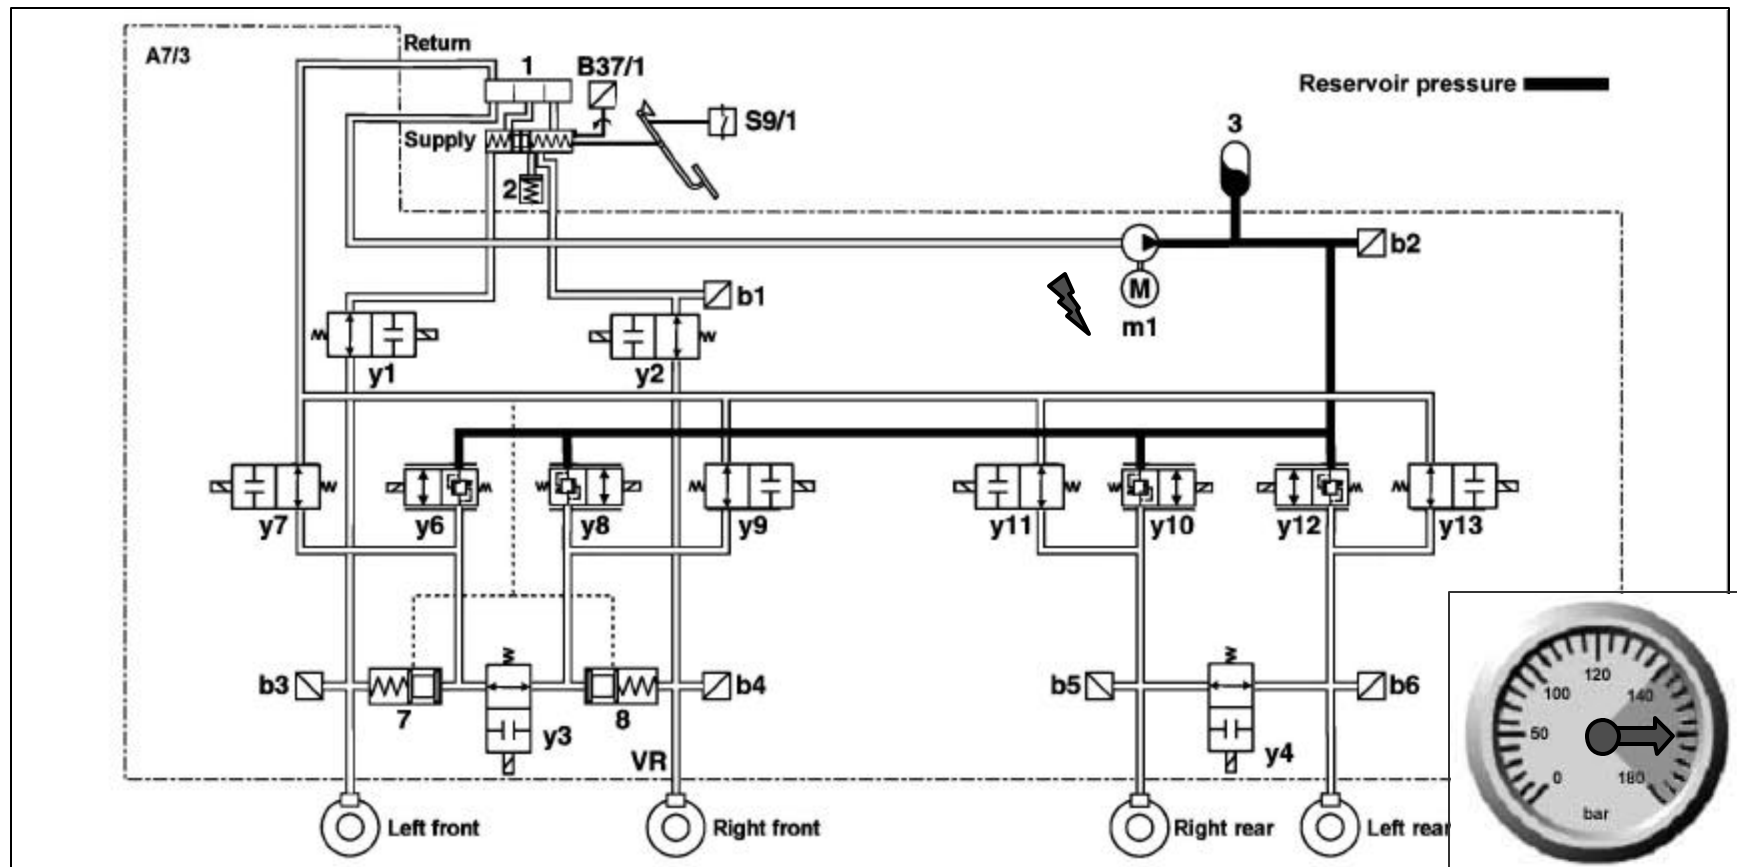 Return
A7/3
1
B37/1
Reservoir pressure
S9/1
3
Supply
2
b2
b1
M
m1
y1
y2
y7
y6
y8
y9
y11
y10
y12
y13
b3
b4
b5
b6
7
8
y3
y4
VR
Left front
Right front
Right rear
Left rear
120
100
140
50
0
180
bar